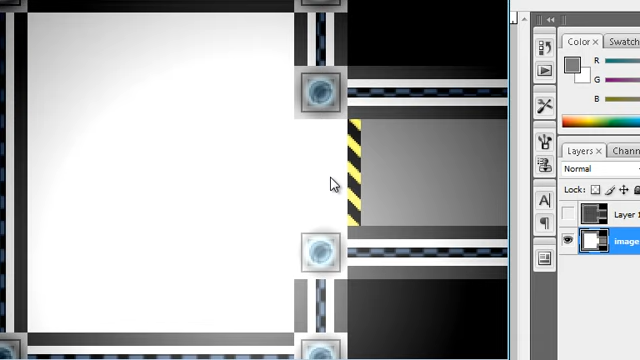 Color × Swatch
R
G
B
Layers × Chann
Normal
Lock:
Layer 1
image
A